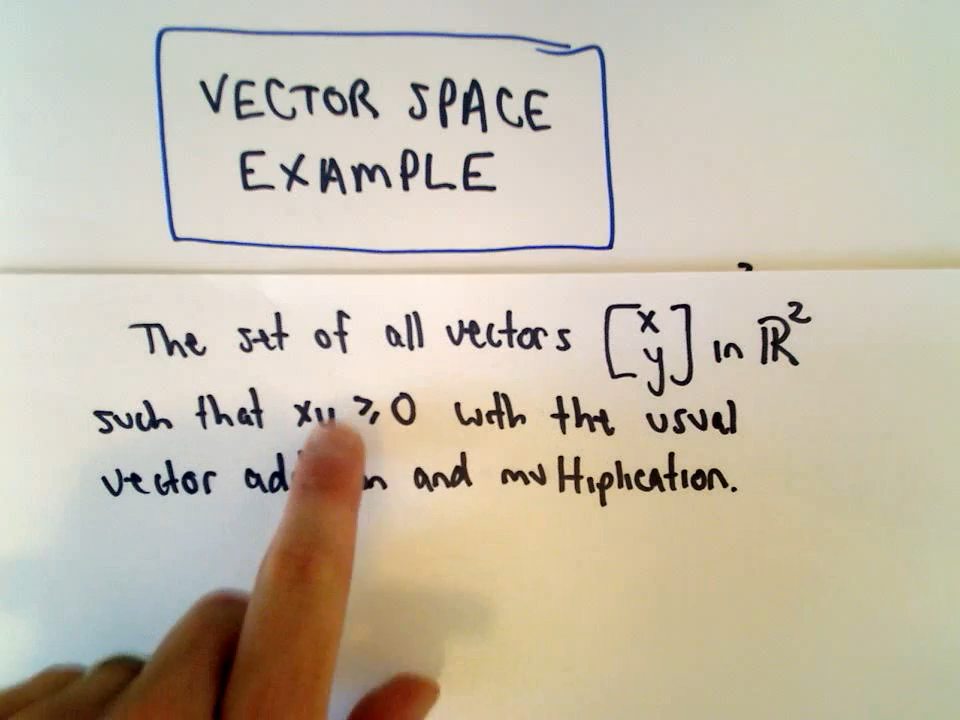 VECTOR SPACE
EXAMPLE
The set of all vectors [x y] in ℝ²
such that xy ≥ 0 with the usual
vector and multiplication.